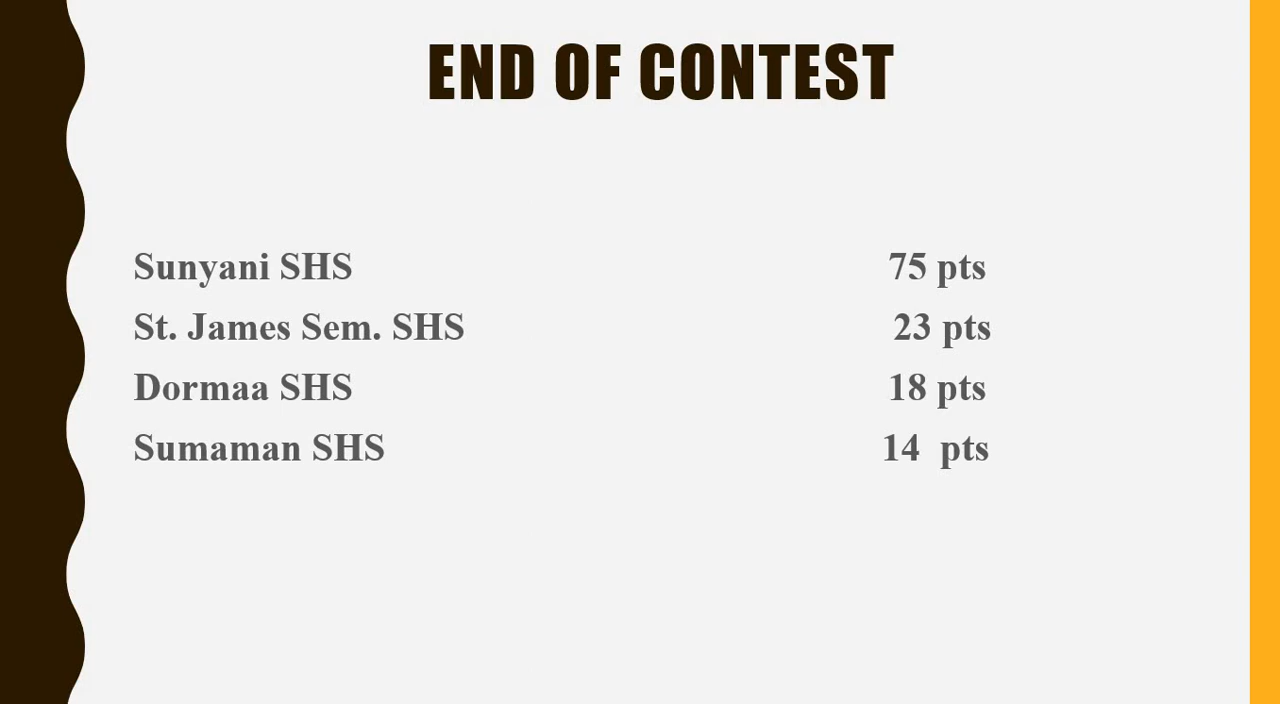 END OF CONTEST
Sunyani SHS 75 pts
St. James Sem. SHS 23 pts
Dormaa SHS 18 pts
Sumaman SHS 14 pts